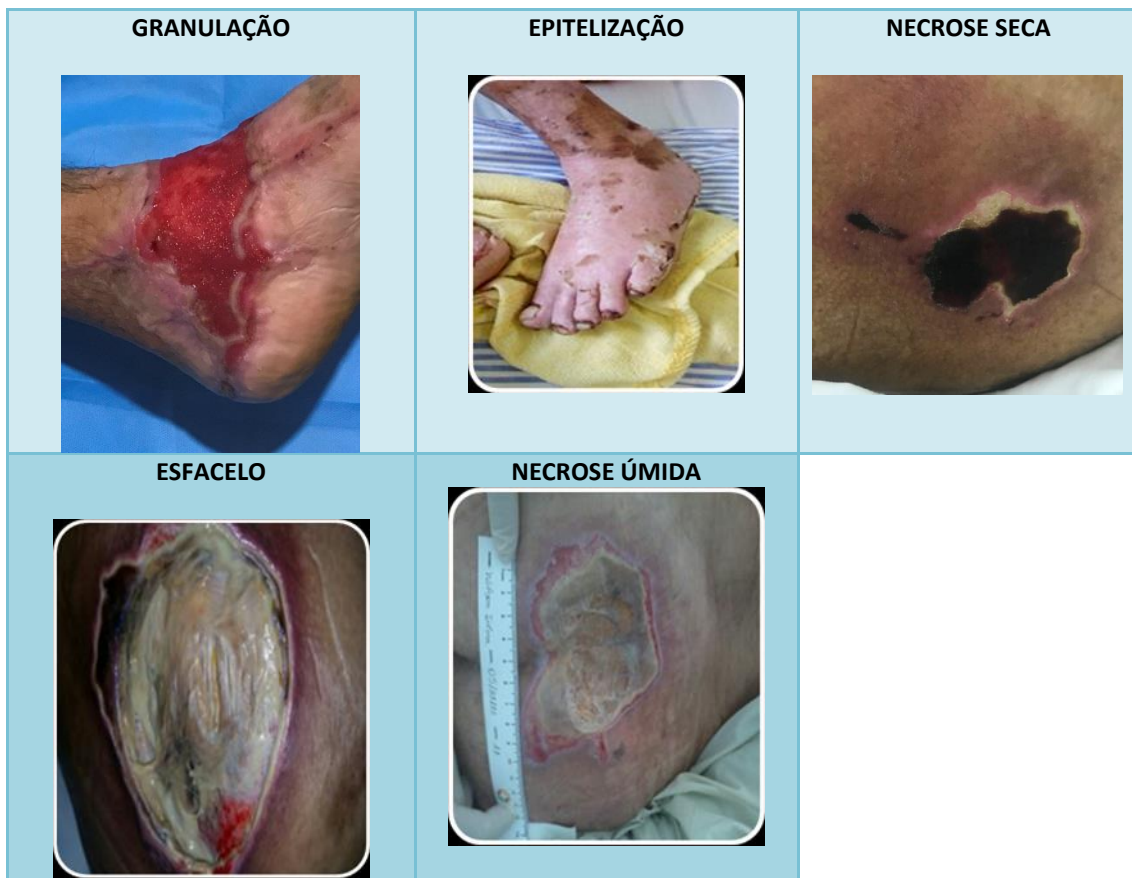 GRANULAÇÃO
EPITELIZAÇÃO
NECROSE SECA
ESFACELO
NECROSE ÚMIDA